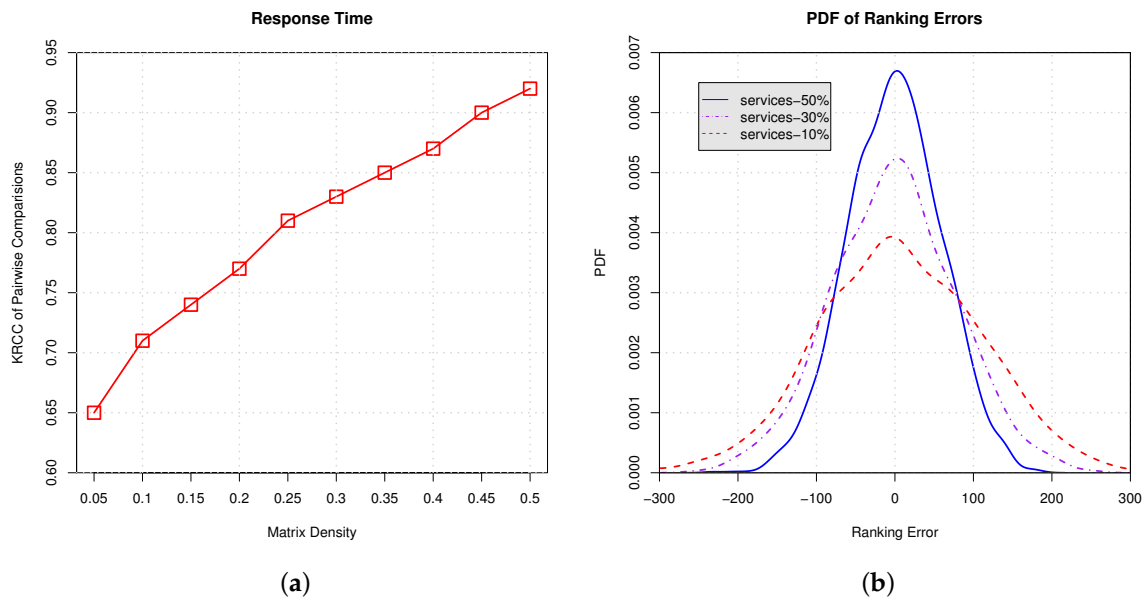 Response Time
KRCC of Pairwise Comparisions
0.95
0.90
0.85
0.80
0.75
0.70
0.65
0.60
0.05 0.1 0.15 0.2 0.25 0.3 0.35 0.4 0.45 0.5
Matrix Density
(a)
PDF of Ranking Errors
PDF
0.007
0.006
0.005
0.004
0.003
0.002
0.001
0.000
services−50%
services−30%
services−10%
−300 −200 −100 0 100 200 300
Ranking Error
(b)